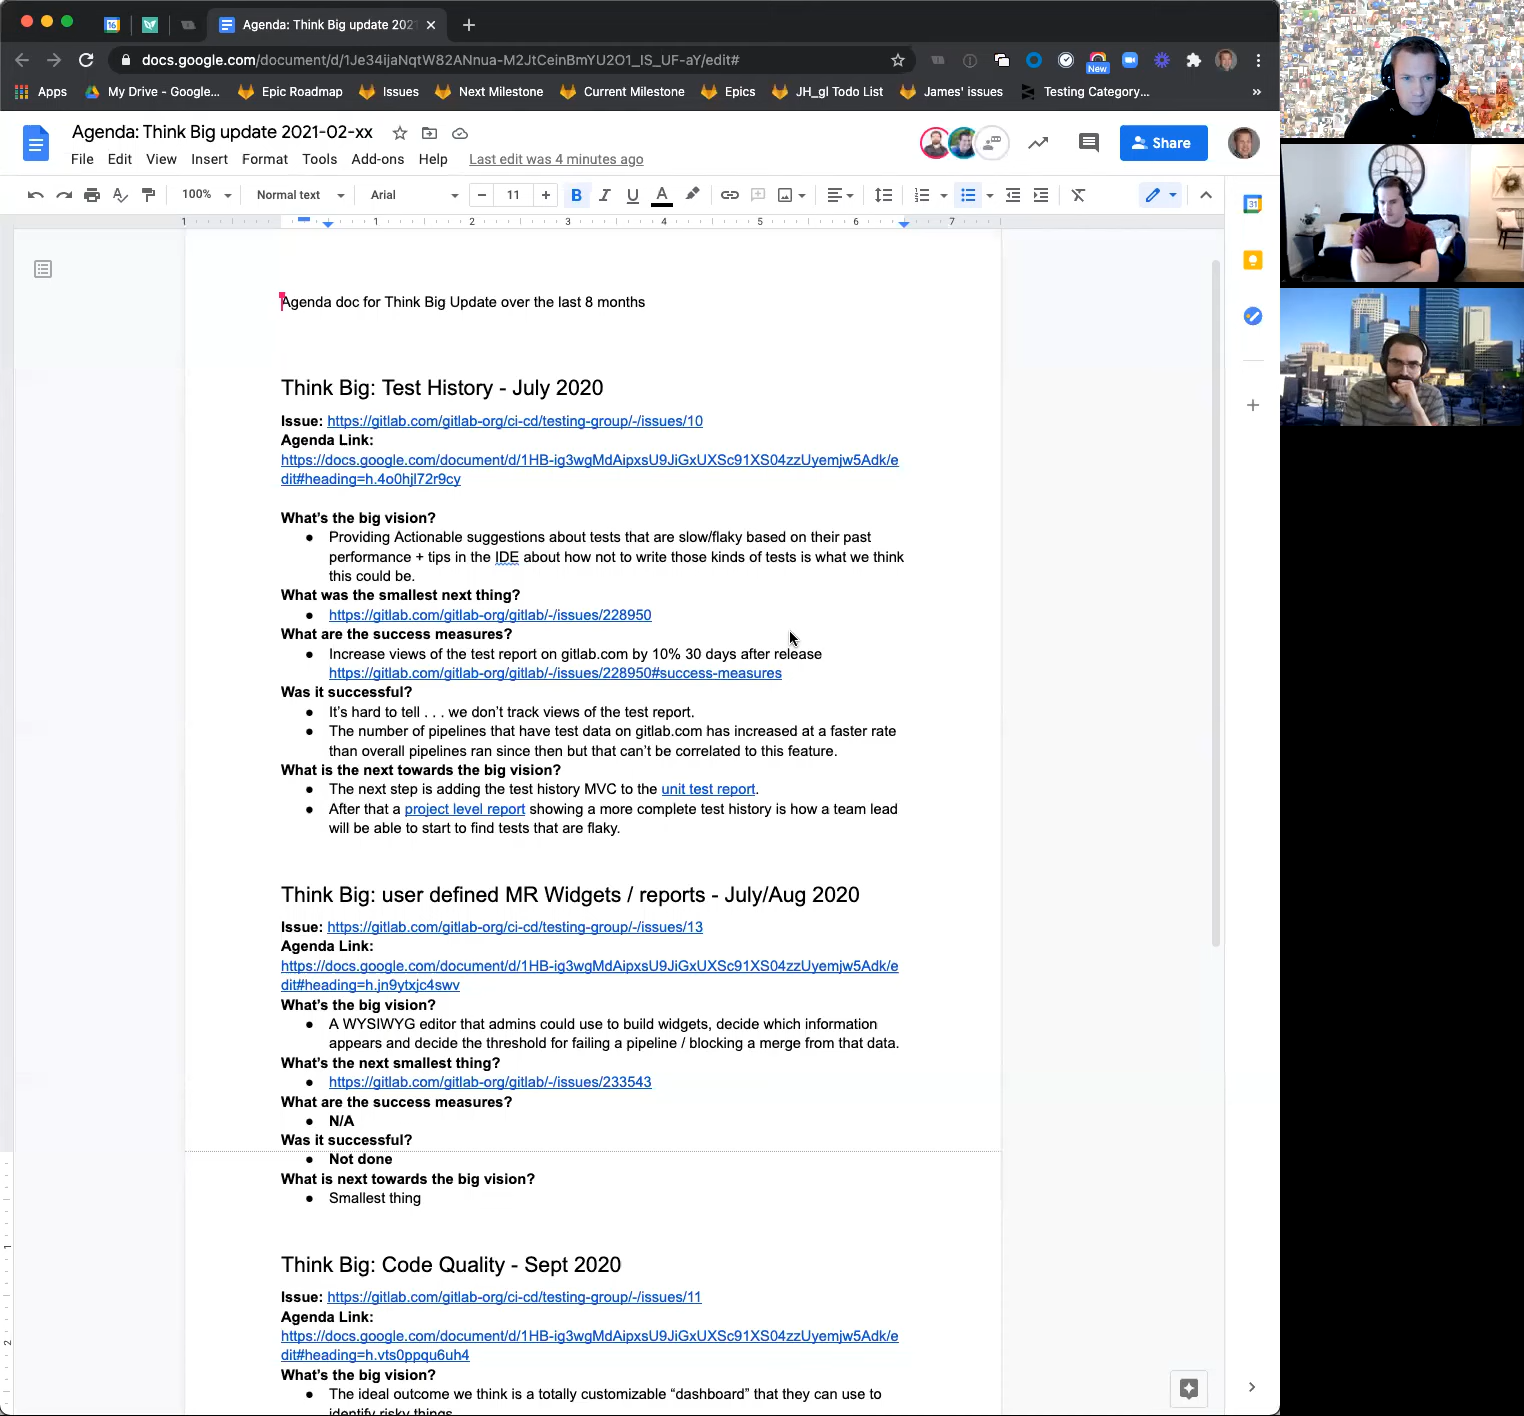 Agenda: Think Big update 202
docs.google.com/document/d/1Je34ijaNqtW82ANnua-M2JtCeinBmYU2O1_IS_UF-aY/edit#
New
Apps
My Drive - Google...
Epic Roadmap
Issues
Next Milestone
Current Milestone
Epics
JH_gl Todo List
James' issues
Testing Category...
»
Agenda: Think Big update 2021-02-xx
File Edit View Insert Format Tools Add-ons Help Last edit was 4 minutes ago
Share
100% Normal text Arial 11 B I U A
1 1 2 3 4 5 6 7
Agenda doc for Think Big Update over the last 8 months
Think Big: Test History - July 2020
Issue: https://gitlab.com/gitlab-org/ci-cd/testing-group/-/issues/10
Agenda Link:
https://docs.google.com/document/d/1HB-ig3wgMdAipxsU9JiGxUXSc91XS04zzUyemjw5Adk/e
dit#heading=h.4o0hjl72r9cy
What's the big vision?
● Providing Actionable suggestions about tests that are slow/flaky based on their past
performance + tips in the IDE about how not to write those kinds of tests is what we think
this could be.
What was the smallest next thing?
● https://gitlab.com/gitlab-org/gitlab/-/issues/228950
What are the success measures?
● Increase views of the test report on gitlab.com by 10% 30 days after release
https://gitlab.com/gitlab-org/gitlab/-/issues/228950#success-measures
Was it successful?
● It's hard to tell . . . we don't track views of the test report.
● The number of pipelines that have test data on gitlab.com has increased at a faster rate
than overall pipelines ran since then but that can't be correlated to this feature.
What is the next towards the big vision?
● The next step is adding the test history MVC to the unit test report.
● After that a project level report showing a more complete test history is how a team lead
will be able to start to find tests that are flaky.
Think Big: user defined MR Widgets / reports - July/Aug 2020
Issue: https://gitlab.com/gitlab-org/ci-cd/testing-group/-/issues/13
Agenda Link:
https://docs.google.com/document/d/1HB-ig3wgMdAipxsU9JiGxUXSc91XS04zzUyemjw5Adk/e
dit#heading=h.jn9ytxjc4swv
What's the big vision?
● A WYSIWYG editor that admins could use to build widgets, decide which information
appears and decide the threshold for failing a pipeline / blocking a merge from that data.
What's the next smallest thing?
● https://gitlab.com/gitlab-org/gitlab/-/issues/233543
What are the success measures?
● N/A
Was it successful?
● Not done
What is next towards the big vision?
● Smallest thing
Think Big: Code Quality - Sept 2020
Issue: https://gitlab.com/gitlab-org/ci-cd/testing-group/-/issues/11
Agenda Link:
https://docs.google.com/document/d/1HB-ig3wgMdAipxsU9JiGxUXSc91XS04zzUyemjw5Adk/e
dit#heading=h.vts0ppqu6uh4
What's the big vision?
● The ideal outcome we think is a totally customizable “dashboard” that they can use to
identify risky things